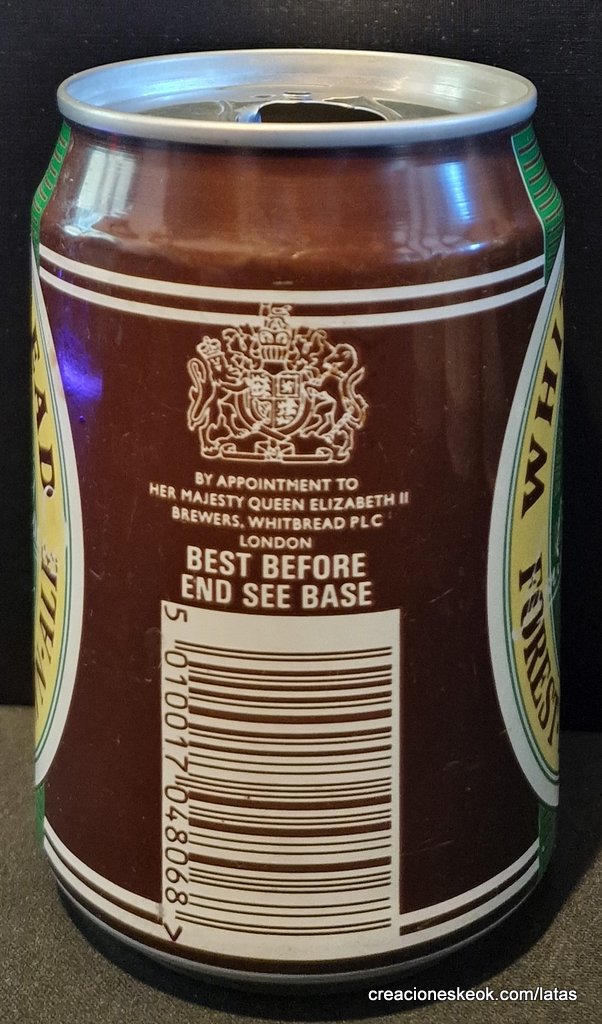 BY APPOINTMENT TO
HER MAJESTY QUEEN ELIZABETH II
BREWERS, WHITBREAD PLC
LONDON
BEST BEFORE
END SEE BASE
5 010017 048068 >
FOREST
creacioneskeok.com/latas